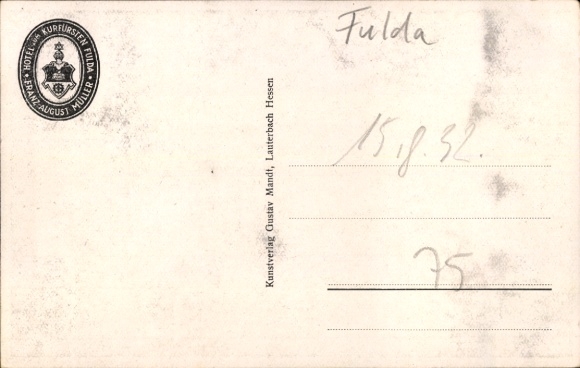 HOTEL ZUM KURFÜRSTEN FULDA
FRANZ-AUGUST MÜLLER
Fulda
Kunstverlag Gustav Mandt, Lauterbach Hessen
15.8.32.
75